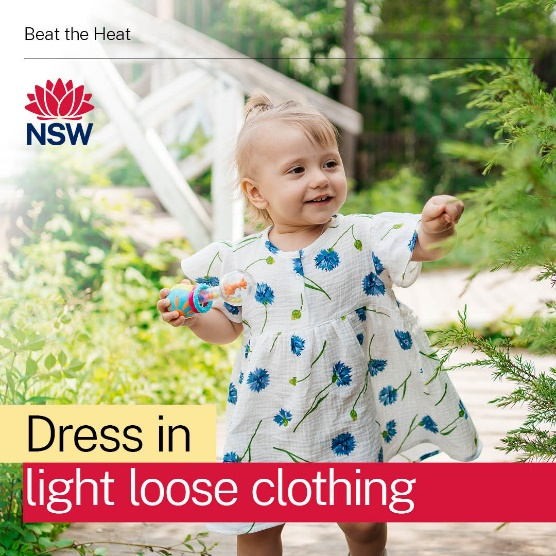 Beat the Heat
NSW
Dress in
light loose clothing